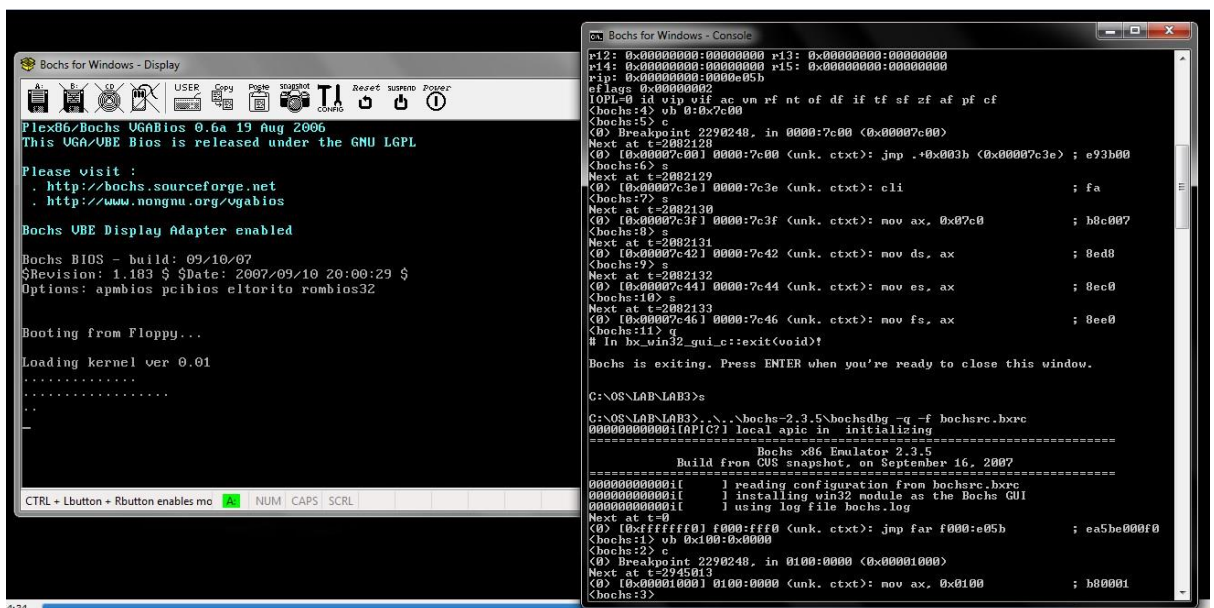 Bochs for Windows - Display
A: B: CD USER Copy Paste snapshot CONFIG Reset suspend Power
Plex86/Bochs VGABios 0.6a 19 Aug 2006
This VGA/VBE Bios is released under the GNU LGPL
Please visit :
. http://bochs.sourceforge.net
. http://www.nongnu.org/vgabios
Bochs VBE Display Adapter enabled
Bochs BIOS - build: 09/10/07
$Revision: 1.183 $ $Date: 2007/09/10 20:00:29 $
Options: apmbios pcibios eltorito rombios32
Booting from Floppy...
Loading kernel ver 0.01
..............
.................
..
_
CTRL + Lbutton + Rbutton enables mo A: NUM CAPS SCRL
Bochs for Windows - Console
r12: 0x00000000:00000000 r13: 0x00000000:00000000
r14: 0x00000000:00000000 r15: 0x00000000:00000000
rip: 0x00000000:0000e05b
eflags 0x00000002
IOPL=0 id vip vif ac vm rf nt of df if tf sf zf af pf cf
<bochs:4> vb 0:0x7c00
<bochs:5> c
(0) Breakpoint 2290248, in 0000:7c00 (0x00007c00)
Next at t=2082128
(0) [0x00007c00] 0000:7c00 (unk. ctxt): jmp .+0x003b (0x00007c3e) ; e93b00
<bochs:6> s
Next at t=2082129
(0) [0x00007c3e] 0000:7c3e (unk. ctxt): cli ; fa
<bochs:7> s
Next at t=2082130
(0) [0x00007c3f] 0000:7c3f (unk. ctxt): mov ax, 0x07c0 ; b8c007
<bochs:8> s
Next at t=2082131
(0) [0x00007c42] 0000:7c42 (unk. ctxt): mov ds, ax ; 8ed8
<bochs:9> s
Next at t=2082132
(0) [0x00007c44] 0000:7c44 (unk. ctxt): mov es, ax ; 8ec0
<bochs:10> s
Next at t=2082133
(0) [0x00007c46] 0000:7c46 (unk. ctxt): mov fs, ax ; 8ee0
<bochs:11> q
# In bx_win32_gui_c::exit(void)!
Bochs is exiting. Press ENTER when you're ready to close this window.
C:\OS\LAB\LAB3>s
C:\OS\LAB\LAB3>..\..\bochs-2.3.5\bochsdbg -q -f bochsrc.bxrc
00000000000i[APIC?] local apic in  initializing
========================================================================
Bochs x86 Emulator 2.3.5
Build from CVS snapshot, on September 16, 2007
========================================================================
00000000000i[     ] reading configuration from bochsrc.bxrc
00000000000i[     ] installing win32 module as the Bochs GUI
00000000000i[     ] using log file bochs.log
Next at t=0
(0) [0xfffffff0] f000:fff0 (unk. ctxt): jmp far f000:e05b ; ea5be000f0
<bochs:1> vb 0x100:0x0000
<bochs:2> c
(0) Breakpoint 2290248, in 0100:0000 (0x00001000)
Next at t=2945013
(0) [0x00001000] 0100:0000 (unk. ctxt): mov ax, 0x0100 ; b80001
<bochs:3>